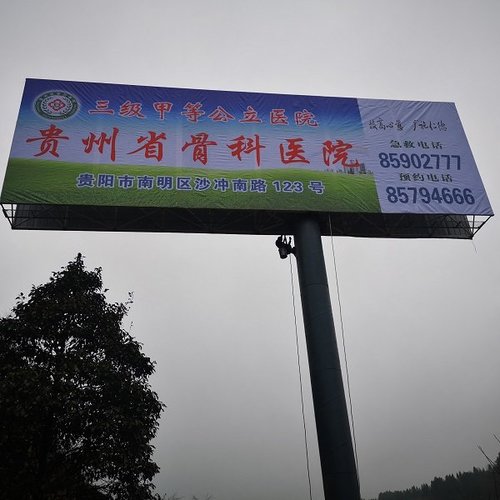 三级甲等公立医院
贵州省骨科医院
贵阳市南明区沙冲南路123号
急救电话
85902777
预约电话
85794666